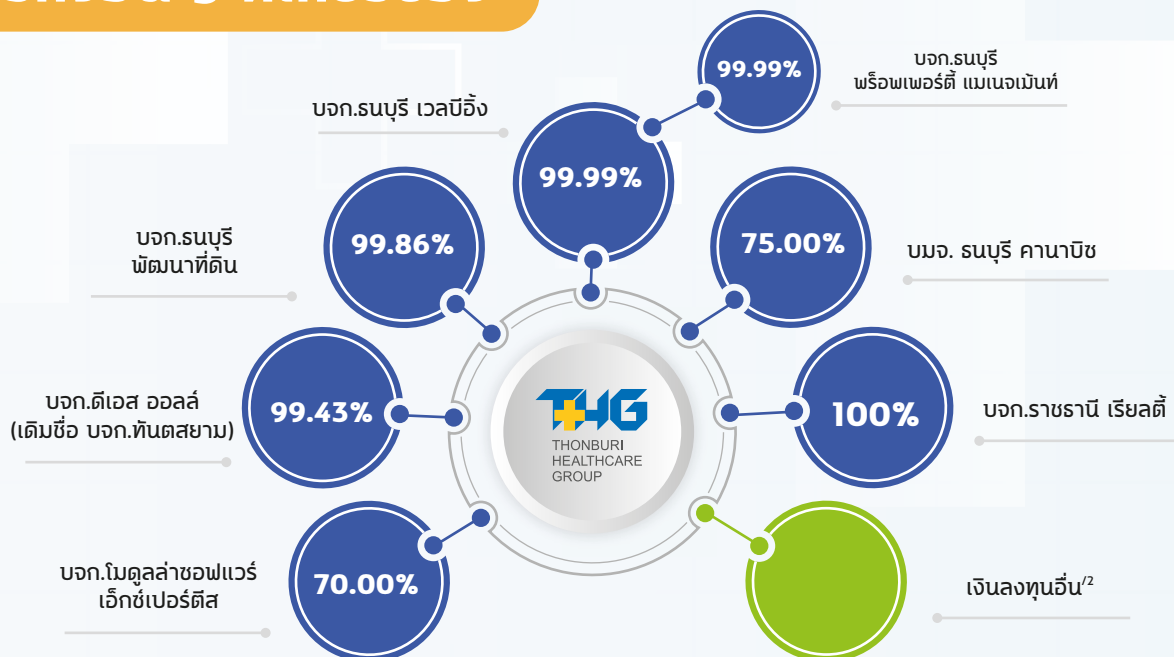 99.99%
บจก.ธนบุรี
พร็อพเพอร์ตี้ แมเนจเม้นท์
บจก.ธนบุรี เวลบีอิ้ง
99.99%
บจก.ธนบุรี
พัฒนาที่ดิน
99.86%
75.00%
บมจ. ธนบุรี คานาบิซ
บจก.ดีเอส ออลล์
(เดิมชื่อ บจก.ทันตสยาม)
99.43%
THG
THONBURI
HEALTHCARE
GROUP
100%
บจก.ราชธานี เรียลตี้
บจก.โมดูลล่าซอฟแวร์
เอ็กซ์เปอร์ตีส
70.00%
เงินลงทุนอื่น/2